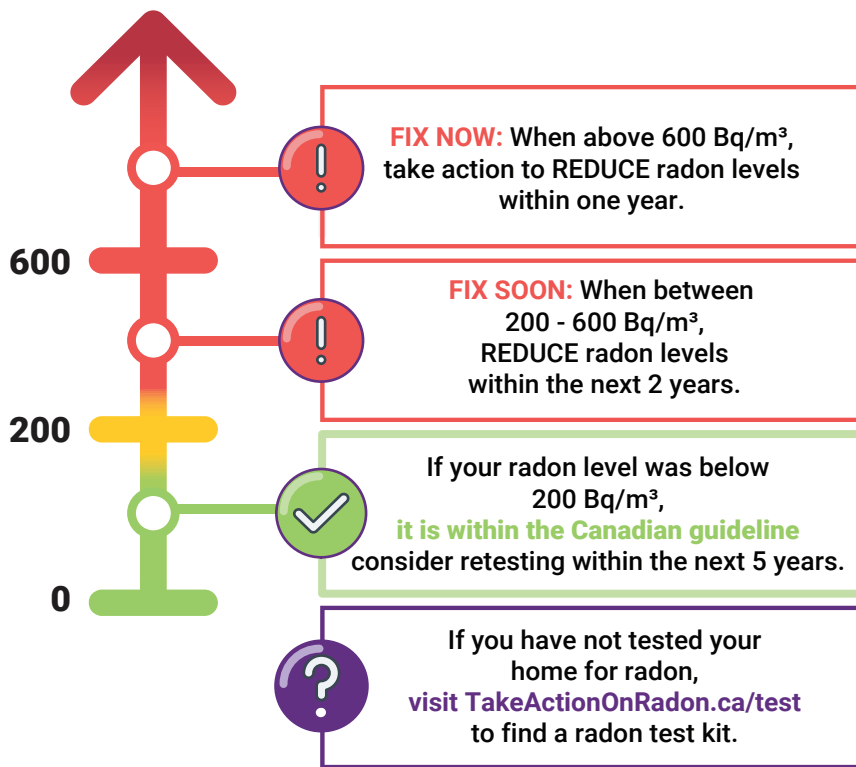 FIX NOW: When above 600 Bq/m³,
take action to REDUCE radon levels
within one year.
600
FIX SOON: When between
200 - 600 Bq/m³,
REDUCE radon levels
within the next 2 years.
200
If your radon level was below
200 Bq/m³,
it is within the Canadian guideline
consider retesting within the next 5 years.
0
If you have not tested your
home for radon,
visit TakeActionOnRadon.ca/test
to find a radon test kit.